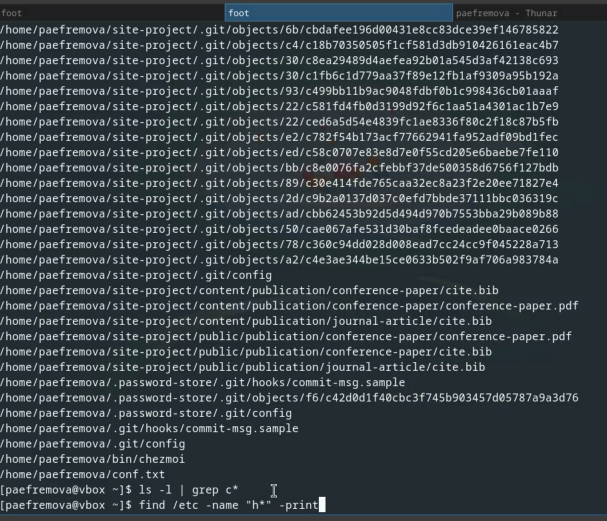 foot
foot
paefremova - Thunar
/home/paefremova/site-project/.git/objects/6b/cbdafee196d00431e8cc83dce39ef146785822
/home/paefremova/site-project/.git/objects/c4/c18b70350505f1cf581d3db910426161eac4b7
/home/paefremova/site-project/.git/objects/30/c8ea29489d4aefea92b01a545d3af42138c693
/home/paefremova/site-project/.git/objects/30/c1fb6c1d779aa37f89e12fb1af9309a95b192a
/home/paefremova/site-project/.git/objects/93/c499bb11b9ac9048fdbf0b1c998436cb01aaaf
/home/paefremova/site-project/.git/objects/22/c581fd4fb0d3199d92f6c1aa51a4301ac1b7e9
/home/paefremova/site-project/.git/objects/22/ced6a5d54e4839fc1ae8336f80c2f18c87b5fb
/home/paefremova/site-project/.git/objects/e2/c782f54b173acf77662941fa952adf09bd1fec
/home/paefremova/site-project/.git/objects/ed/c58c0707e83e8d7e0f55cd205e6baebe7fe110
/home/paefremova/site-project/.git/objects/bb/c8e0076fa2cfebbf37de500358d6756f127bdb
/home/paefremova/site-project/.git/objects/89/c30e414fde765caa32ec8a23f2e20ee71827e4
/home/paefremova/site-project/.git/objects/2d/c9b2a0137d037c0efd7bbde37111bbc036319c
/home/paefremova/site-project/.git/objects/ad/cbb62453b92d5d494d970b7553bba29b089b88
/home/paefremova/site-project/.git/objects/50/cae067afe531d30baf8fcedeadee0baace0266
/home/paefremova/site-project/.git/objects/78/c360c94dd028d008ead7cc24cc9f045228a713
/home/paefremova/site-project/.git/objects/a2/c4e3ae344be15ce0633b502f9af706a983784a
/home/paefremova/site-project/.git/config
/home/paefremova/site-project/content/publication/conference-paper/cite.bib
/home/paefremova/site-project/content/publication/conference-paper/conference-paper.pdf
/home/paefremova/site-project/content/publication/journal-article/cite.bib
/home/paefremova/site-project/public/publication/conference-paper/conference-paper.pdf
/home/paefremova/site-project/public/publication/conference-paper/cite.bib
/home/paefremova/site-project/public/publication/journal-article/cite.bib
/home/paefremova/.password-store/.git/hooks/commit-msg.sample
/home/paefremova/.password-store/.git/objects/f6/c42d0d1f40cbc3f745b903457d05787a9a3d76
/home/paefremova/.password-store/.git/config
/home/paefremova/.git/hooks/commit-msg.sample
/home/paefremova/.git/config
/home/paefremova/bin/chezmoi
/home/paefremova/conf.txt
[paefremova@vbox ~]$ ls -l | grep c*
[paefremova@vbox ~]$ find /etc -name "h*" -print